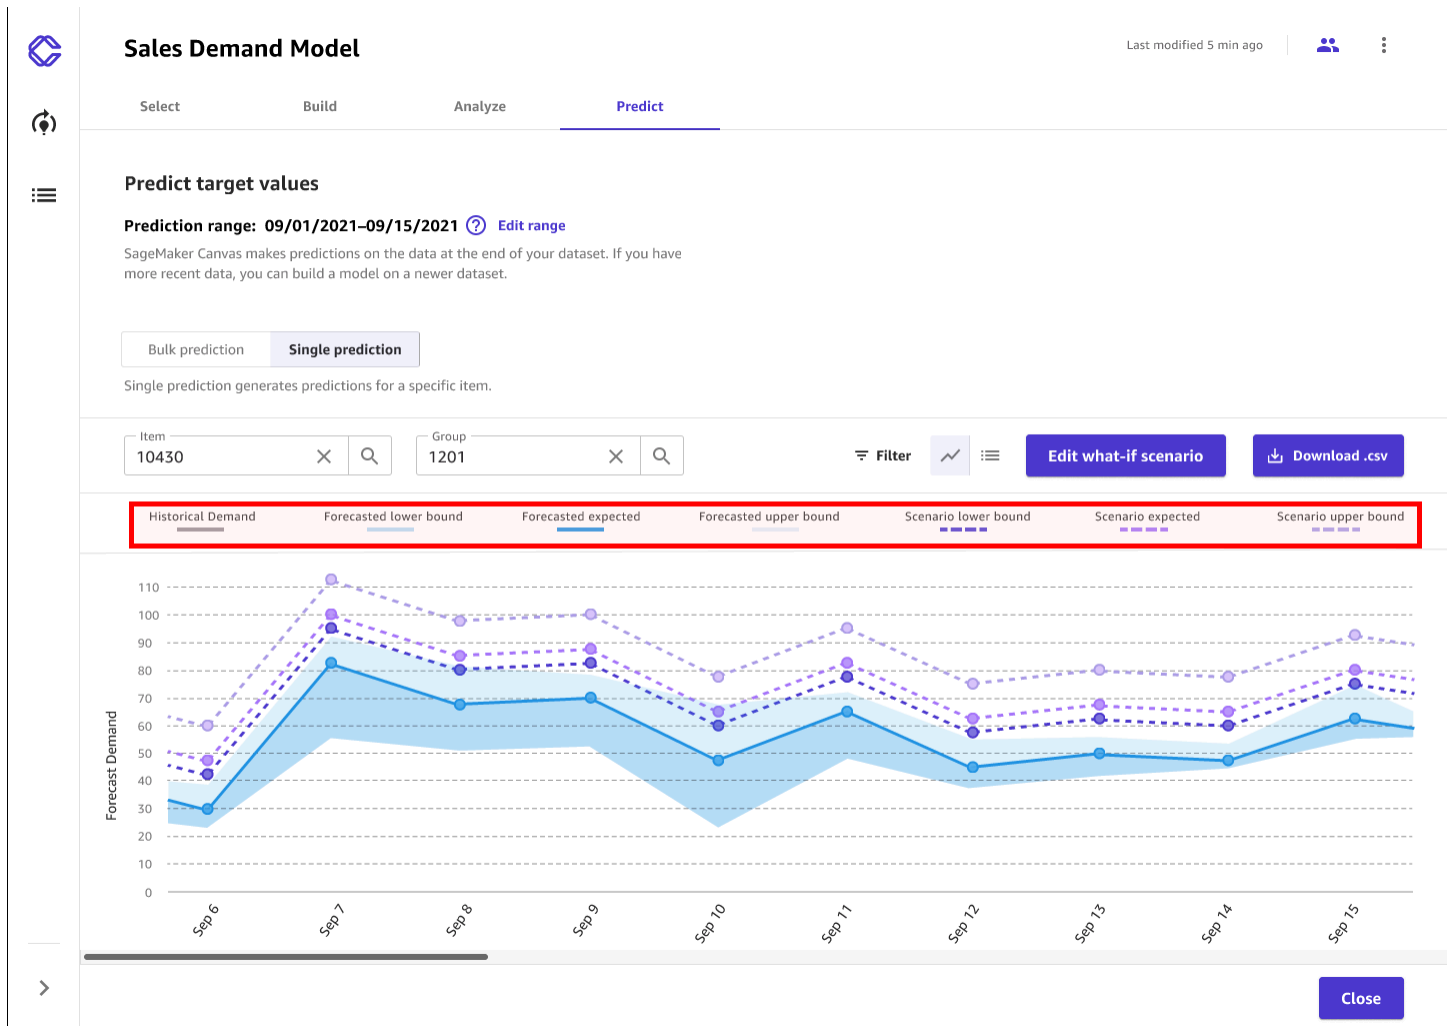 Sales Demand Model
Last modified 5 min ago
Select
Build
Analyze
Predict
Predict target values
Prediction range: 09/01/2021–09/15/2021
?
Edit range
SageMaker Canvas makes predictions on the data at the end of your dataset. If you have
more recent data, you can build a model on a newer dataset.
Bulk prediction
Single prediction
Single prediction generates predictions for a specific item.
Item
10430
Group
1201
Filter
Edit what-if scenario
Download .csv
Historical Demand
Forecasted lower bound
Forecasted expected
Forecasted upper bound
Scenario lower bound
Scenario expected
Scenario upper bound
Forecast Demand
110
100
90
80
70
60
50
40
30
20
10
0
Sep 6
Sep 7
Sep 8
Sep 9
Sep 10
Sep 11
Sep 12
Sep 13
Sep 14
Sep 15
Close